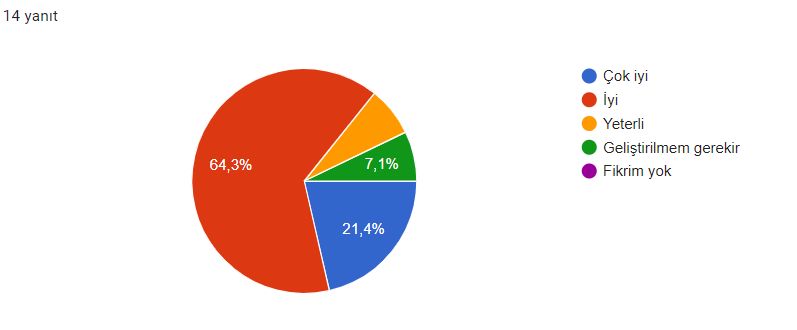 14 yanıt
Çok iyi
İyi
Yeterli
Geliştirilmem gerekir
Fikrim yok
64,3%
7,1%
21,4%